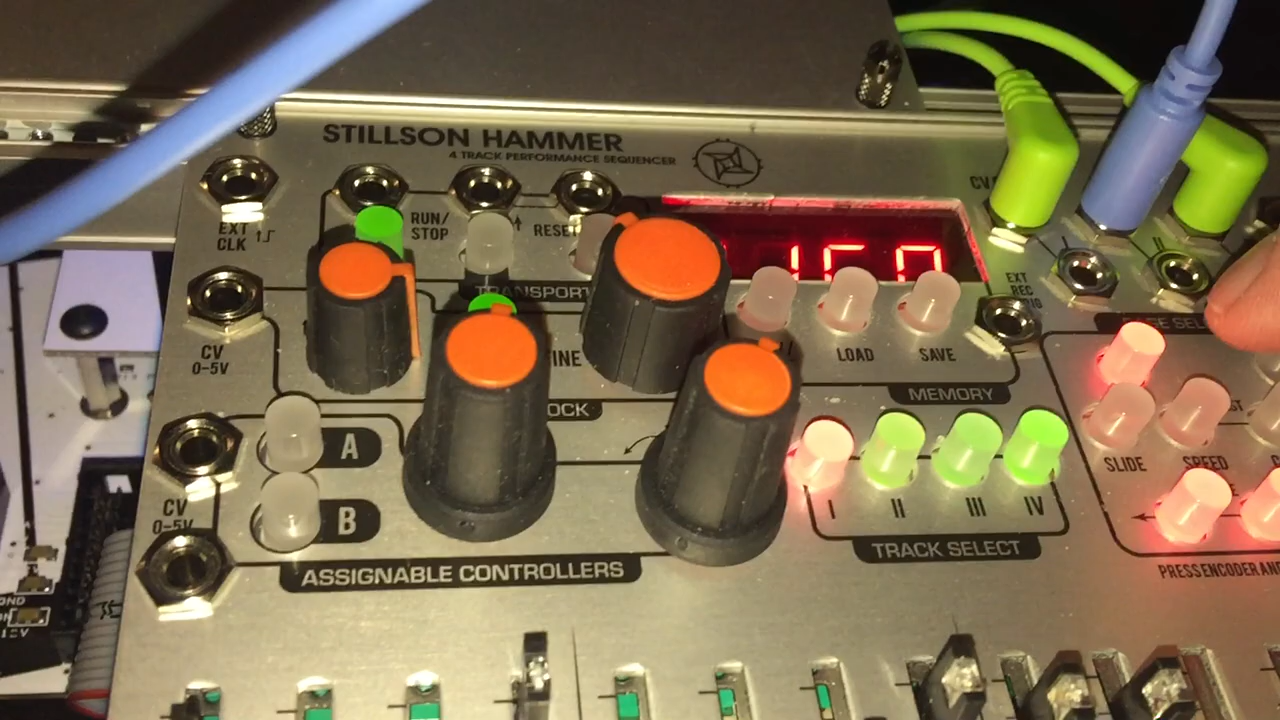 STILLSON HAMMER
4 TRACK PERFORMANCE SEQUENCER
EXT
CLK
RUN/
STOP
RESET
TRANSPORT
CV
0-5V
LOAD
SAVE
MEMORY
EXT
REC
I
II
A
B
CV
0-5V
I
II
III
IV
TRACK SELECT
ASSIGNABLE CONTROLLERS
SLIDE
SPEED
PRESS ENCODER AND